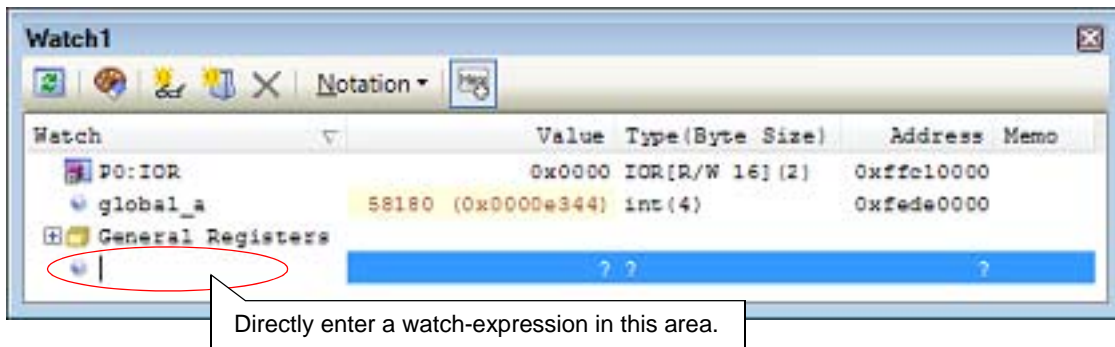 Watch1
Notation
Hex
Watch Value Type(Byte Size) Address Memo
P0:IOR 0x0000 IOR[R/W 16](2) 0xffc10000
global_a 58180 (0x0000e344) int(4) 0xfede0000
General Registers
? ? ?
Directly enter a watch-expression in this area.